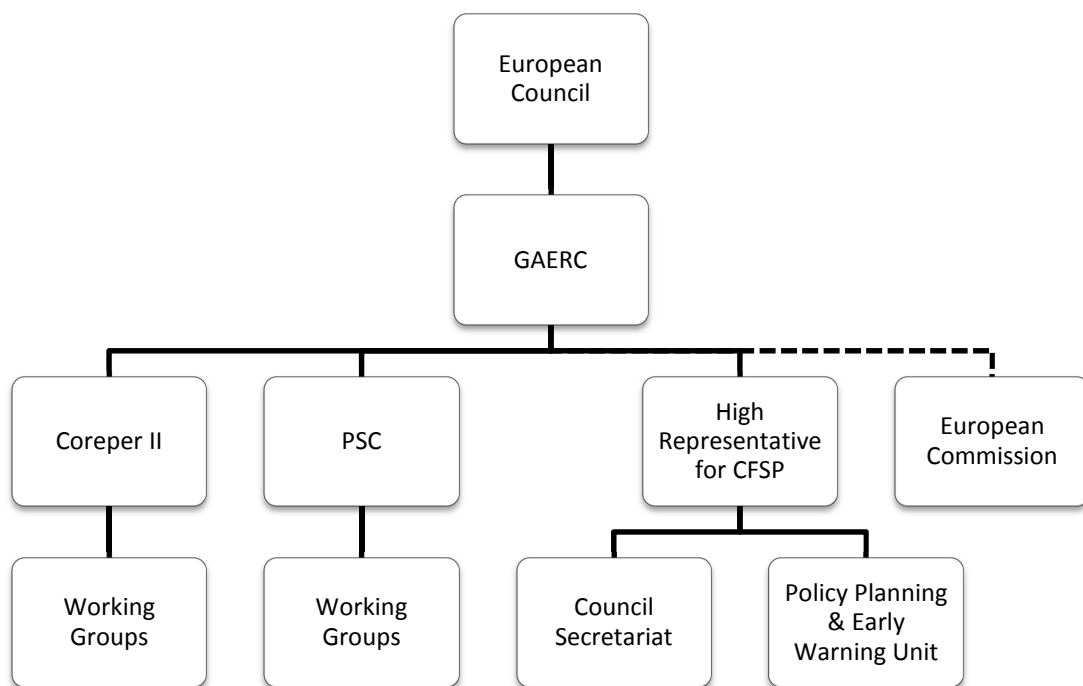 European
Council
GAERC
Coreper II
PSC
High
Representative
for CFSP
European
Commission
Working
Groups
Working
Groups
Council
Secretariat
Policy Planning
& Early
Warning Unit